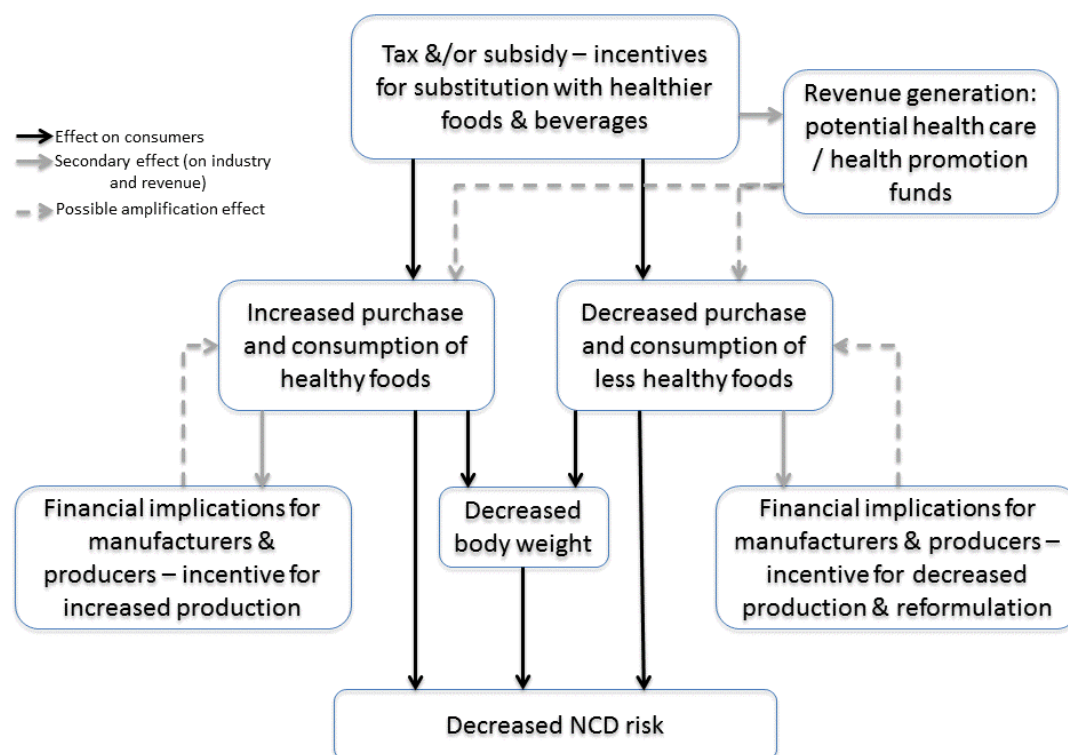 Tax &/or subsidy – incentives
for substitution with healthier
foods & beverages
Revenue generation:
potential health care
/ health promotion
funds
Effect on consumers
Secondary effect (on industry
and revenue)
Possible amplification effect
Increased purchase
and consumption of
healthy foods
Decreased purchase
and consumption of
less healthy foods
Financial implications for
manufacturers &
producers – incentive for
increased production
Decreased
body weight
Financial implications for
manufacturers & producers –
incentive for decreased
production & reformulation
Decreased NCD risk